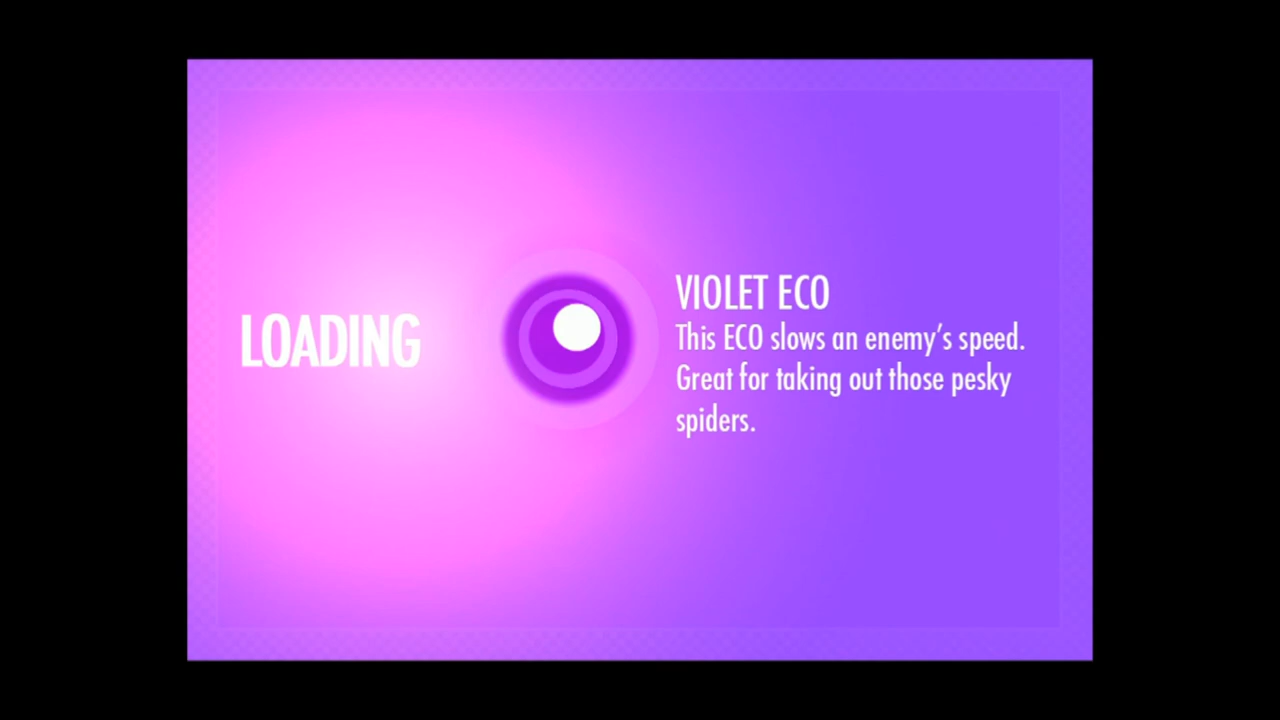 LOADING
VIOLET ECO
This ECO slows an enemy’s speed.
Great for taking out those pesky
spiders.